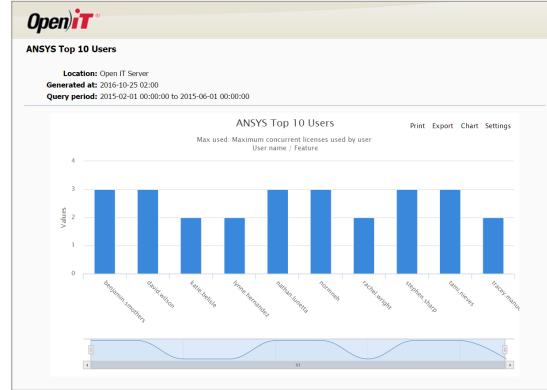 Open iT
ANSYS Top 10 Users
Location: Open iT Server
Generated at: 2016-10-25 02:00
Query period: 2015-02-01 00:00:00 to 2015-06-01 00:00:00
ANSYS Top 10 Users
Print Export Chart Settings
Max used: Maximum concurrent licenses used by user
User name / Feature
4
3
2
1
0
Values
benjamin.smothers
david.wilson
katie.belisle
lynne.hernandez
nathan.lunetta
normneh
rachel.wright
stephen.sharp
tami.nieves